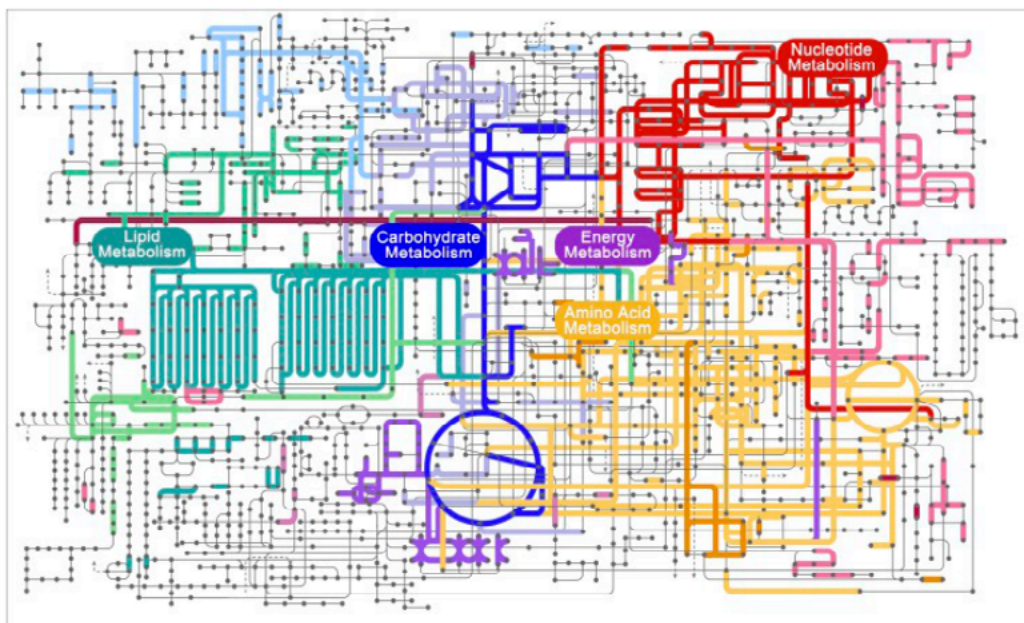 Nucleotide
Metabolism
Lipid
Metabolism
Carbohydrate
Metabolism
Energy
Metabolism
Amino Acid
Metabolism